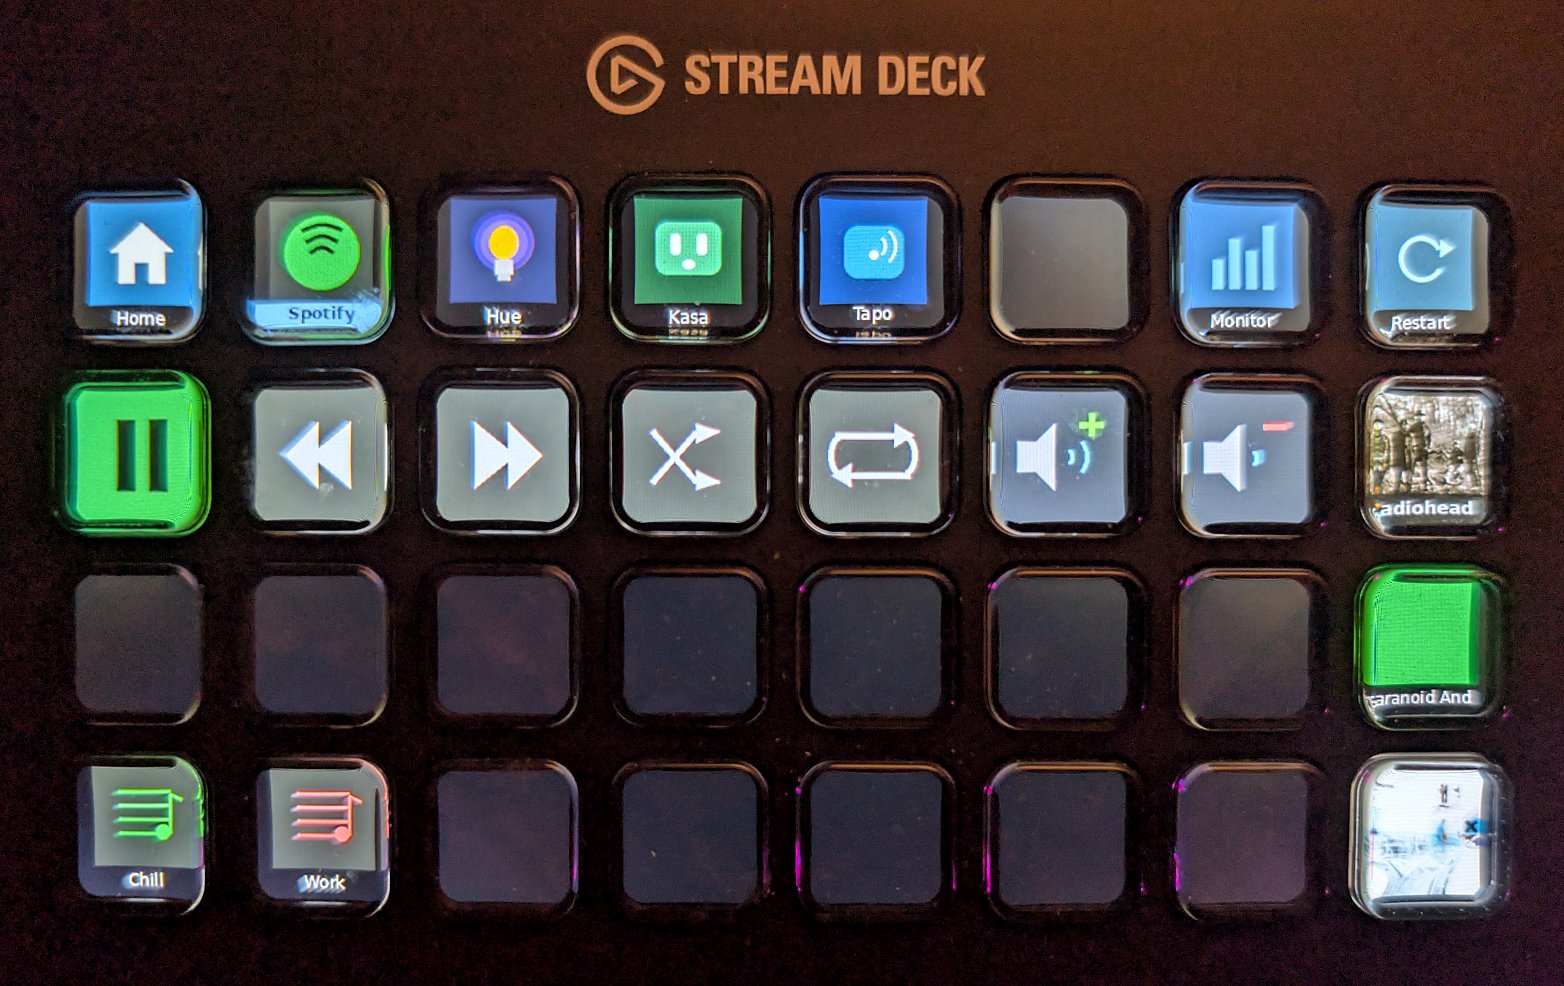 STREAM DECK
Home
Spotify
Hue
Kasa
Tapo
Monitor
Restart
adiohead
aranoid And
Chill
Work